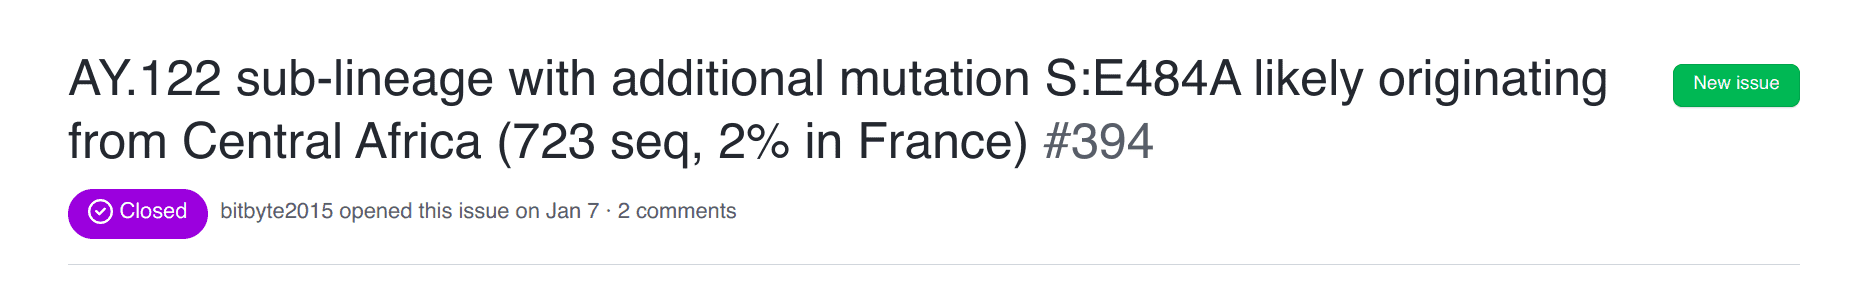 AY.122 sub-lineage with additional mutation S:E484A likely originating
from Central Africa (723 seq, 2% in France) #394
New issue
Closed
bitbyte2015 opened this issue on Jan 7 · 2 comments